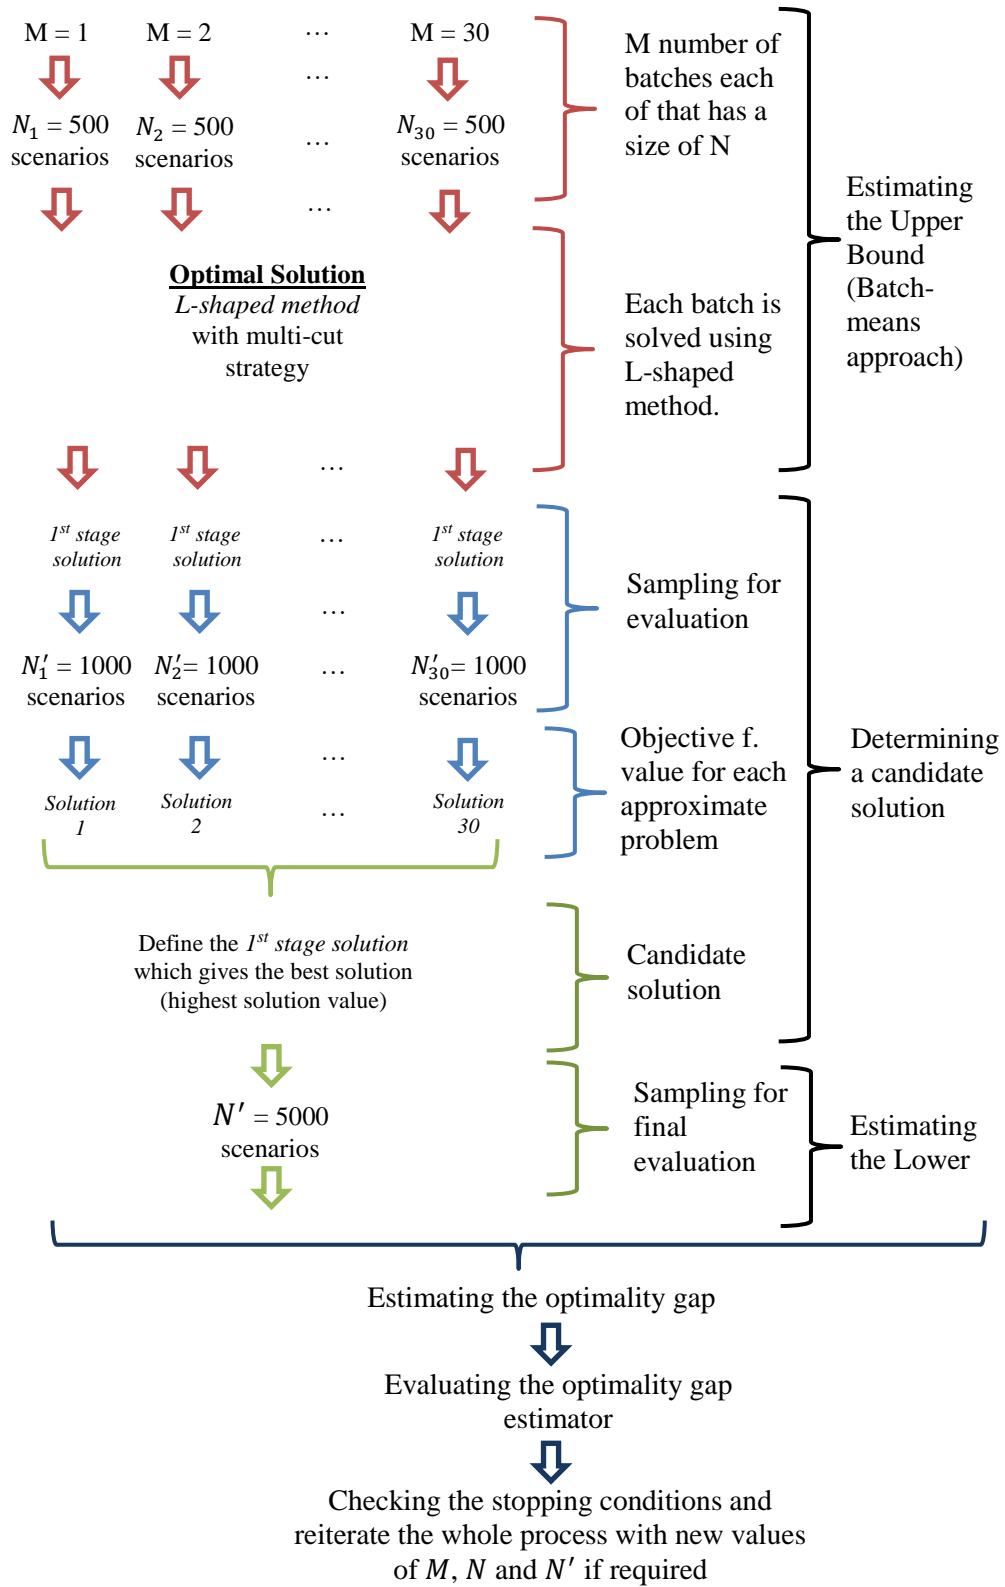 M = 1 M = 2 … M = 30
…
N₁ = 500 N₂ = 500 … N₃₀ = 500
scenarios scenarios scenarios
…
M number of
batches each
of that has a
size of N
Optimal Solution
L-shaped method
with multi-cut
strategy
Each batch is
solved using
L-shaped
method.
Estimating
the Upper
Bound
(Batch-
means
approach)
…
1st stage 1st stage … 1st stage
solution solution solution
…
N₁′ = 1000 N₂′= 1000 … N₃₀′ = 1000
scenarios scenarios scenarios
Sampling for
evaluation
…
Solution Solution … Solution
1 2 30
Objective f.
value for each
approximate
problem
Determining
a candidate
solution
Define the 1st stage solution
which gives the best solution
(highest solution value)
Candidate
solution
N′ = 5000
scenarios
Sampling for
final
evaluation
Estimating
the Lower
Estimating the optimality gap
Evaluating the optimality gap
estimator
Checking the stopping conditions and
reiterate the whole process with new values
of M, N and N′ if required